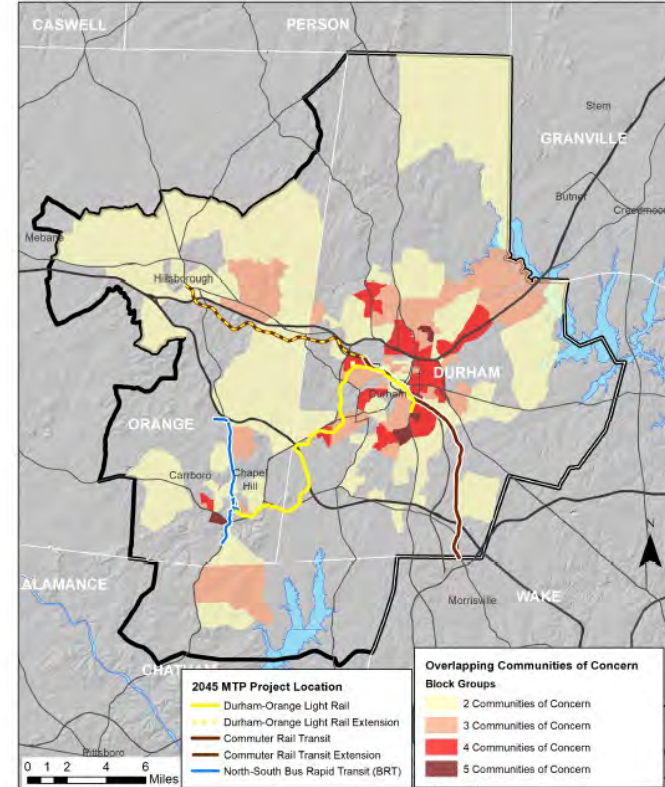 CASWELL
PERSON
Stem
GRANVILLE
Butner
Creedmoor
Mebane
Hillsborough
DURHAM
Durham
ORANGE
Carrboro
Chapel
Hill
N
ALAMANCE
Morrisville
WAKE
CHATHAM
Pittsboro
2045 MTP Project Location
Durham-Orange Light Rail
Durham-Orange Light Rail Extension
Commuter Rail Transit
Commuter Rail Transit Extension
North-South Bus Rapid Transit (BRT)
0 1 2 4 6
Miles
Overlapping Communities of Concern
Block Groups
2 Communities of Concern
3 Communities of Concern
4 Communities of Concern
5 Communities of Concern